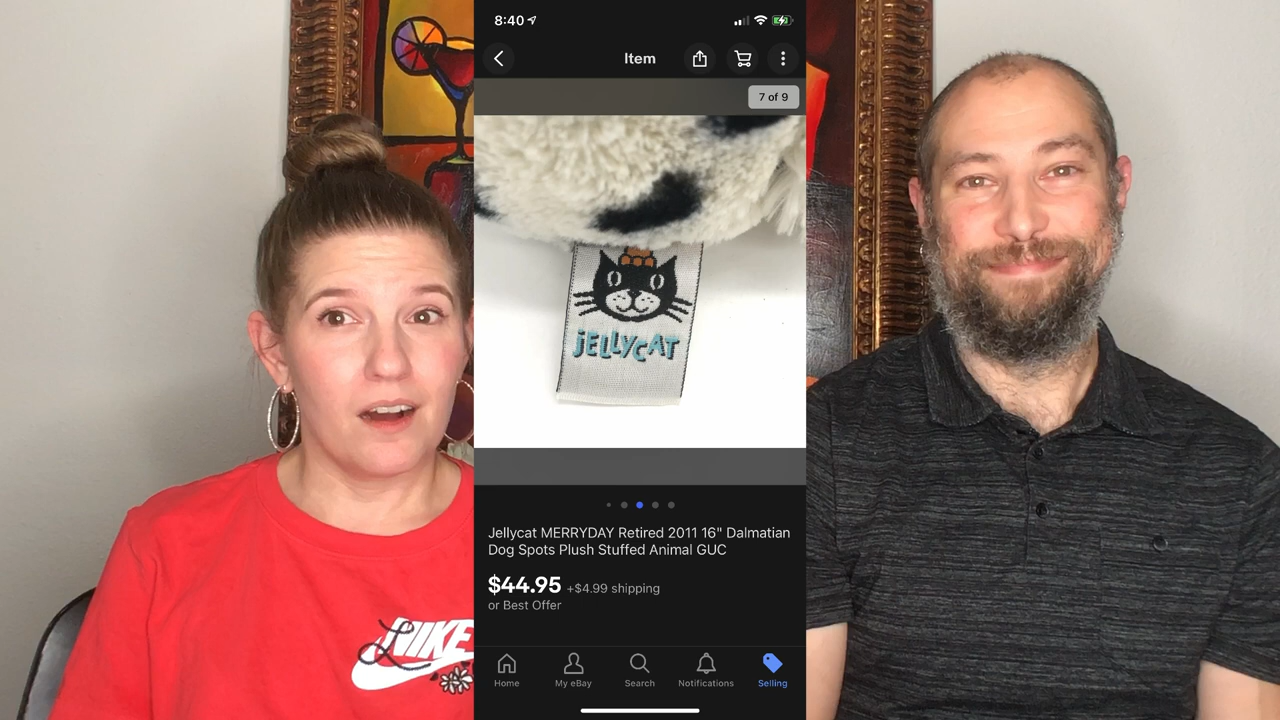 8:40
Item
7 of 9
jELLYCAT
Jellycat MERRYDAY Retired 2011 16" Dalmatian
Dog Spots Plush Stuffed Animal GUC
$44.95 +$4.99 shipping
or Best Offer
Home
My eBay
Search
Notifications
Selling
NIKE